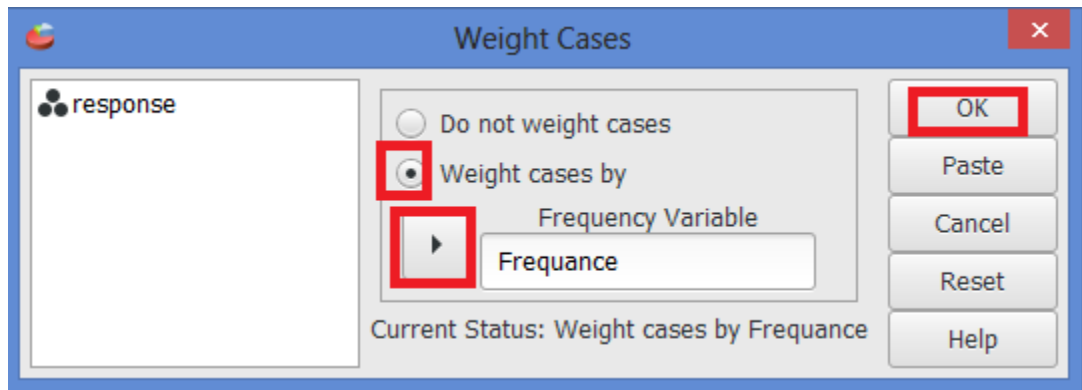 Weight Cases
response
Do not weight cases
Weight cases by
Frequency Variable
Frequance
Current Status: Weight cases by Frequance
OK
Paste
Cancel
Reset
Help